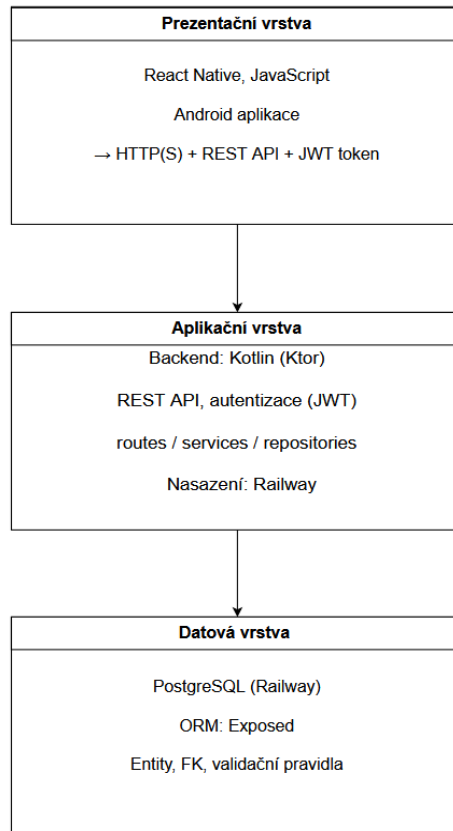 Prezentační vrstva
React Native, JavaScript
Android aplikace
→ HTTP(S) + REST API + JWT token
Aplikační vrstva
Backend: Kotlin (Ktor)
REST API, autentizace (JWT)
routes / services / repositories
Nasazení: Railway
Datová vrstva
PostgreSQL (Railway)
ORM: Exposed
Entity, FK, validační pravidla